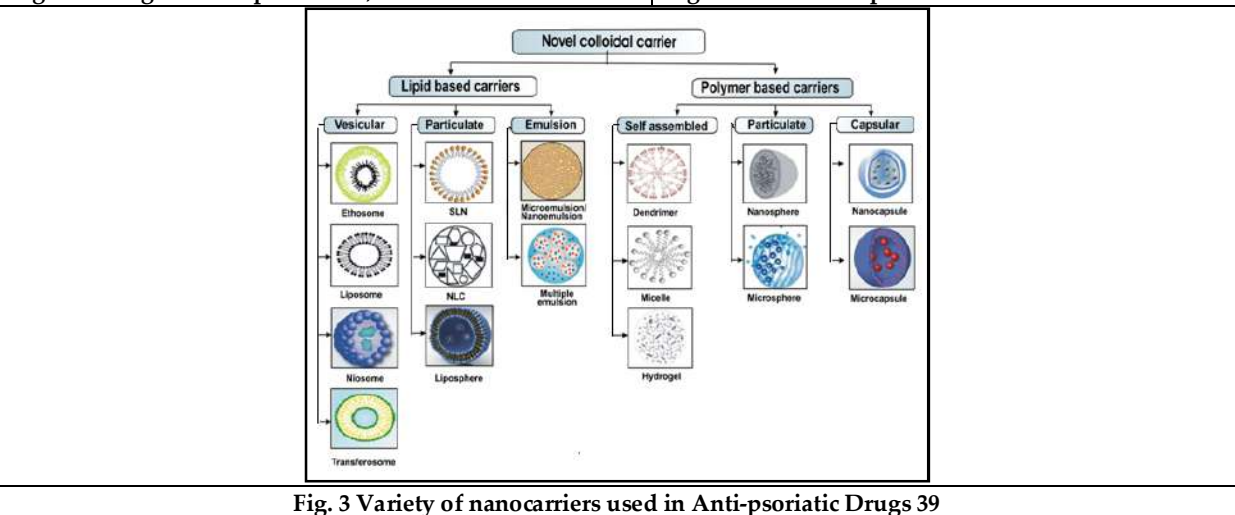 Novel colloidal carrier
Lipid based carriers
Polymer based carriers
Vesicular
Particulate
Emulsion
Self assembled
Particulate
Capsular
Ethosome
SLN
Microemulsion/
Nanoemulsion
Dendrimer
Nanosphere
Nanocapsule
Liposome
NLC
Multiple
emulsion
Micelle
Microsphere
Microcapsule
Niosome
Liposphere
Hydrogel
Transferosome
Fig. 3 Variety of nanocarriers used in Anti-psoriatic Drugs 39